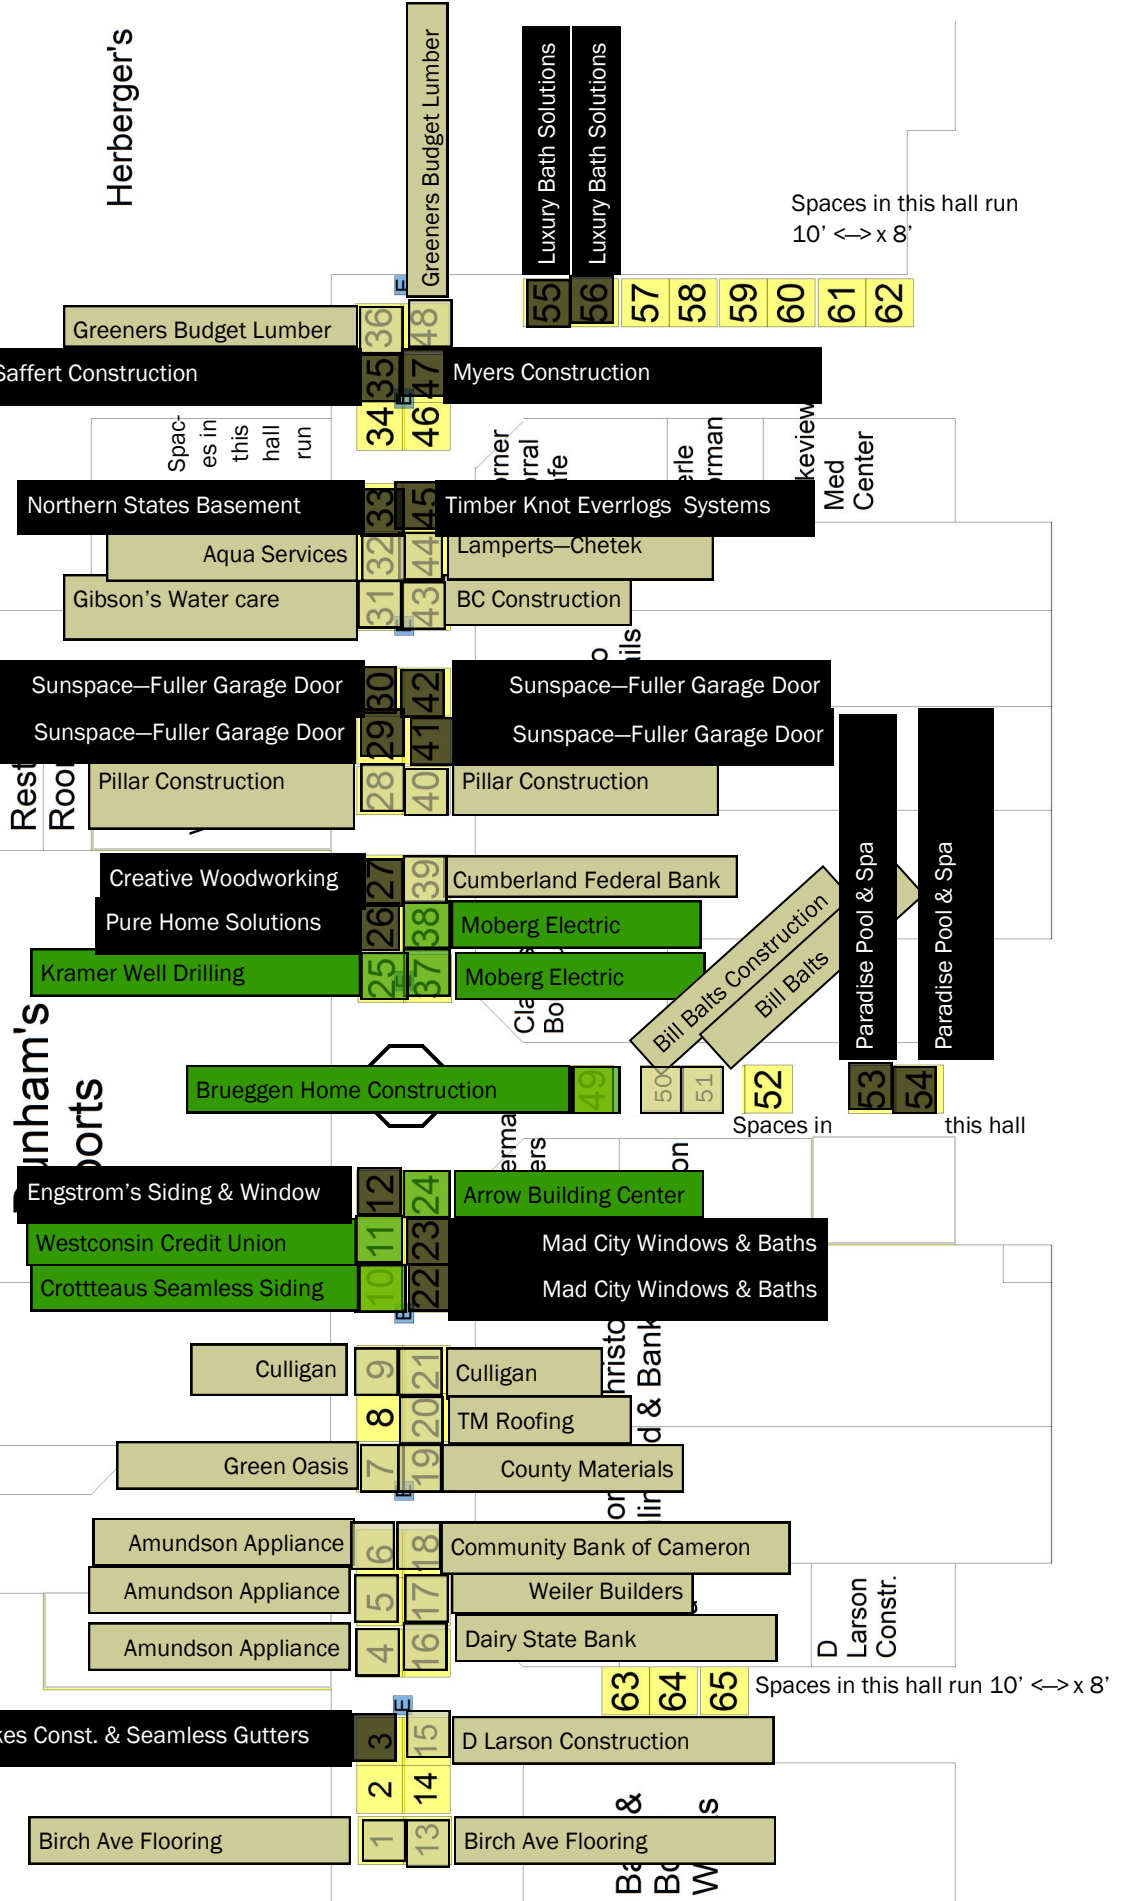 Herberger's
Greeners Budget Lumber
Luxury Bath Solutions
Luxury Bath Solutions
Spaces in this hall run
10’ <—> x 8’
E
55
56
57
58
59
60
61
62
Greeners Budget Lumber
36
48
Saffert Construction
35
47
Myers Construction
E
34
46
Spac-
es in
this
hall
run
Med
Center
Northern States Basement
33
45
Timber Knot Everrlogs Systems
Aqua Services
32
44
Lamperts—Chetek
Gibson’s Water care
31
43
BC Construction
E
Sunspace—Fuller Garage Door
30
42
Sunspace—Fuller Garage Door
Sunspace—Fuller Garage Door
29
41
Sunspace—Fuller Garage Door
Rest
Pillar Construction
28
40
Pillar Construction
Creative Woodworking
27
39
Cumberland Federal Bank
Pure Home Solutions
26
38
Moberg Electric
Kramer Well Drilling
25
E
37
Moberg Electric
Bill Balts Construction
Bill Balts
Paradise Pool & Spa
Paradise Pool & Spa
Brueggen Home Construction
49
50
51
52
53
54
Spaces in
this hall
Engstrom’s Siding & Window
12
24
Arrow Building Center
Westconsin Credit Union
11
23
Mad City Windows & Baths
Crottteaus Seamless Siding
10
22
Mad City Windows & Baths
E
Culligan
9
21
Culligan
8
20
TM Roofing
& Bank
Green Oasis
7
19
County Materials
E
Amundson Appliance
6
18
Community Bank of Cameron
Amundson Appliance
5
17
Weiler Builders
Amundson Appliance
4
16
Dairy State Bank
D
Larson
Constr.
63
64
65
Spaces in this hall run 10’ <—> x 8’
E
kes Const. & Seamless Gutters
3
15
D Larson Construction
2
14
Birch Ave Flooring
1
13
Birch Ave Flooring
&